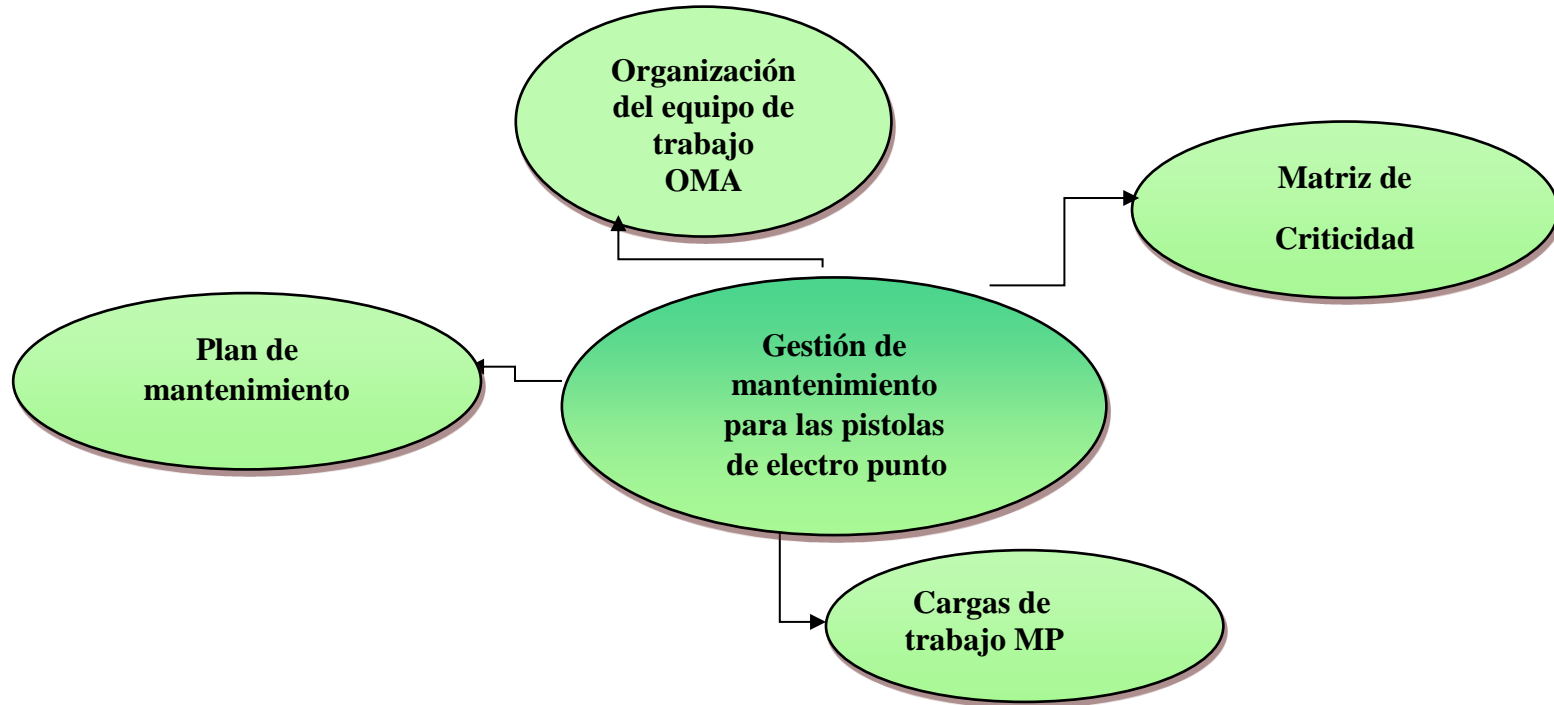 Organización
del equipo de
trabajo
OMA
Matriz de
Criticidad
Plan de
mantenimiento
Gestión de
mantenimiento
para las pistolas
de electro punto
Cargas de
trabajo MP